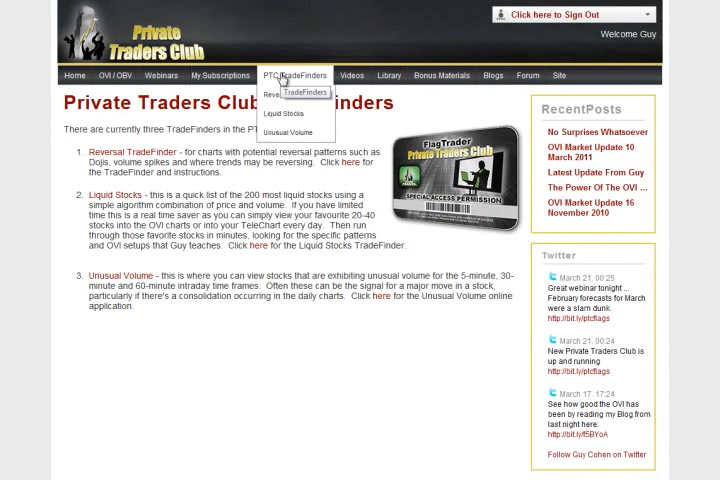 Private
Traders Club
Click here to Sign Out
Welcome Guy
Home OVI / OBV Webinars My Subscriptions PTC TradeFinders Videos Library Bonus Materials Blogs Forum Site
TradeFinders
Liquid Stocks
Unusual Volume
Private Traders Club
There are currently three TradeFinders in the
1. Reversal TradeFinder - for charts with potential reversal patterns such as
Dojis, volume spikes and where trends may be reversing. Click here for
the TradeFinder and instructions.
2. Liquid Stocks - this is a quick list of the 200 most liquid stocks using a
simple algorithm combination of price and volume. If you have limited
time this is a real time saver as you can simply view your favourite 20-40
stocks into the OVI charts or into your TeleChart every day. Then run
through those favorite stocks in minutes, looking for the specific patterns
and OVI setups that Guy teaches. Click here for the Liquid Stocks TradeFinder.
3. Unusual Volume - this is where you can view stocks that are exhibiting unusual volume for the 5-minute, 30-
minute and 60-minute intraday time frames. Often these can be the signal for a major move in a stock,
particularly if there's a consolidation occurring in the daily charts. Click here for the Unusual Volume online
application.
FlagTrader
Private Traders Club
SPECIAL ACCESS PERMISSION
RecentPosts
No Surprises Whatsoever
OVI Market Update 10
March 2011
Latest Update From Guy
The Power Of The OVI ...
OVI Market Update 16
November 2010
Twitter
March 21, 00:25
Great webinar tonight ...
February forecasts for March
were a slam dunk.
http://bit.ly/ptcflags
March 21, 00:24
New Private Traders Club is
up and running
http://bit.ly/ptcflags
March 17, 17:24
See how good the OVI has
been by reading my Blog from
last night here:
http://bit.ly/f5BYoA
Follow Guy Cohen on Twitter